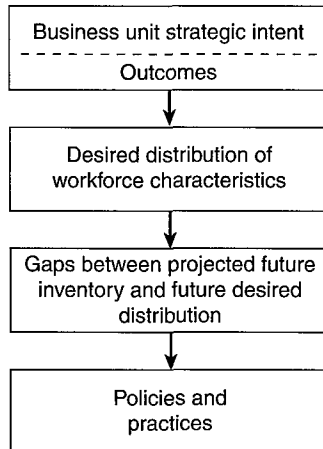 Business unit strategic intent
Outcomes
Desired distribution of
workforce characteristics
Gaps between projected future
inventory and future desired
distribution
Policies and
practices